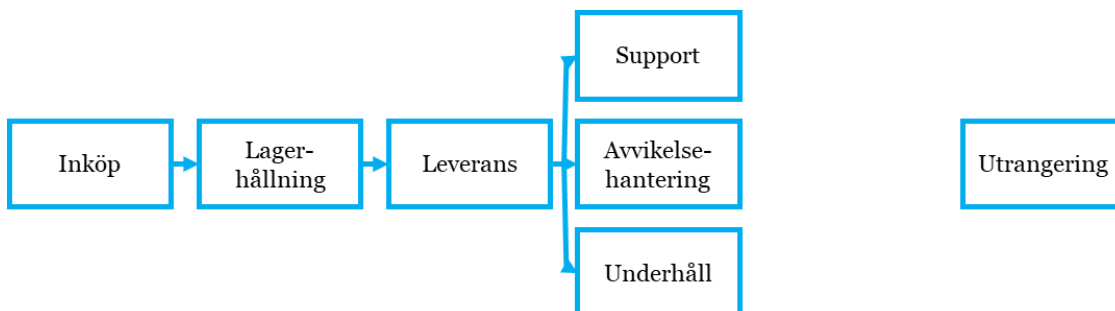 Inköp
Lager-
hållning
Leverans
Support
Avvikelse-
hantering
Underhåll
Utrangering